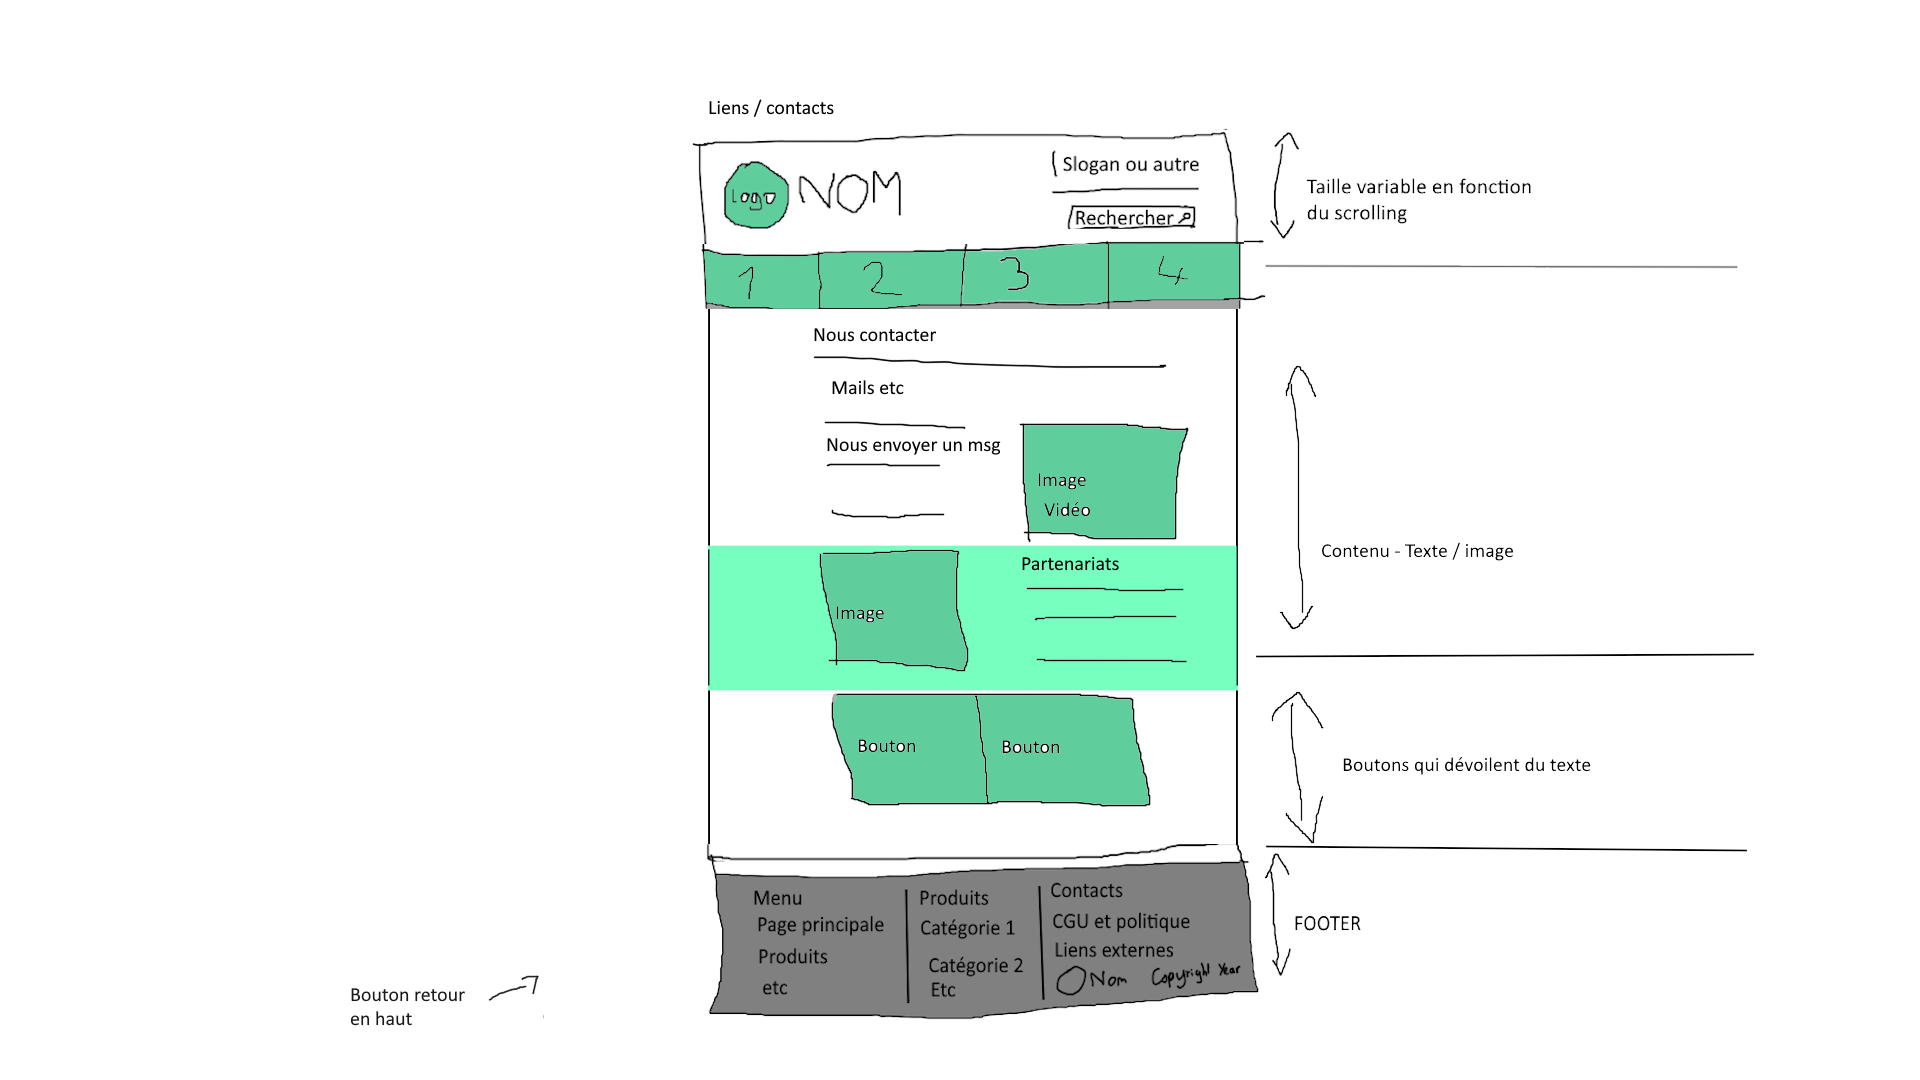 Liens / contacts
Logo
NOM
Slogan ou autre
Rechercher
Taille variable en fonction
du scrolling
1
2
3
4
Nous contacter
Mails etc
Nous envoyer un msg
Image
Vidéo
Contenu - Texte / image
Image
Partenariats
Bouton
Bouton
Boutons qui dévoilent du texte
Menu
Page principale
Produits
etc
Produits
Catégorie 1
Catégorie 2
Etc
Contacts
CGU et politique
Liens externes
Nom Copyright Year
FOOTER
Bouton retour
en haut